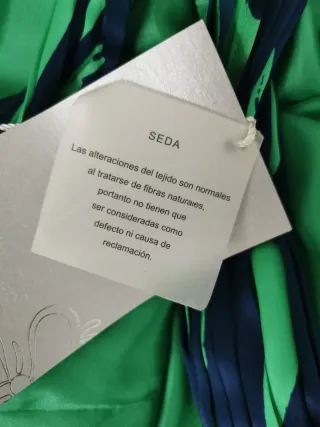 SEDA
Las alteraciones del tejido son normales
al tratarse de fibras naturaies,
portanto no tienen que
ser consideradas como
defecto ni causa de
reclamación.